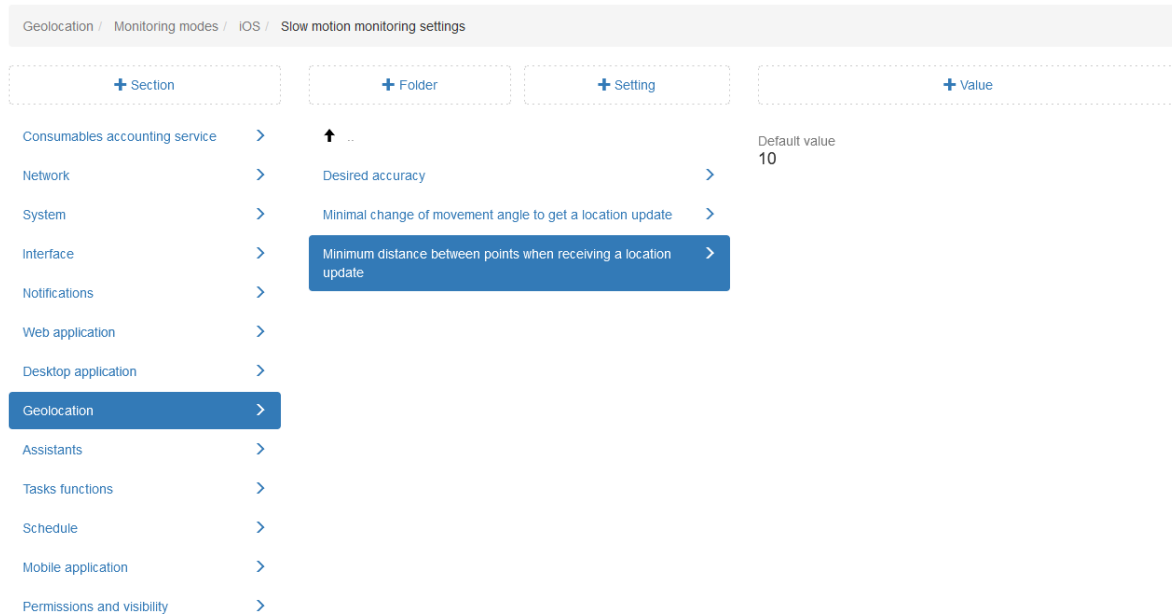 Geolocation / Monitoring modes / iOS / Slow motion monitoring settings
+ Section
+ Folder
+ Setting
+ Value
Consumables accounting service
Network
System
Interface
Notifications
Web application
Desktop application
Geolocation
Assistants
Tasks functions
Schedule
Mobile application
Permissions and visibility
..
Desired accuracy
Minimal change of movement angle to get a location update
Minimum distance between points when receiving a location
update
Default value
10